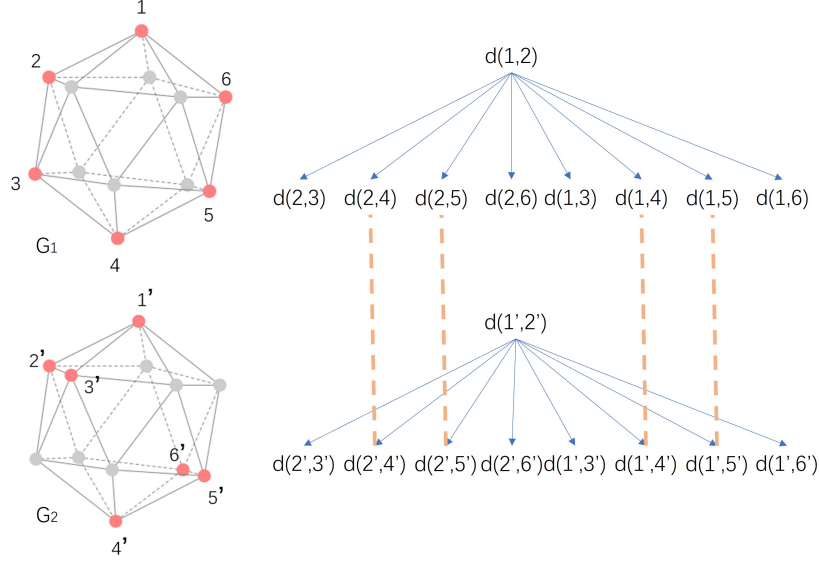 1
2
6
3
5
4
G1
d(1,2)
d(2,3) d(2,4) d(2,5) d(2,6) d(1,3) d(1,4) d(1,5) d(1,6)
1’
2’
3’
6’
5’
4’
G2
d(1’,2’)
d(2’,3’) d(2’,4’) d(2’,5’) d(2’,6’) d(1’,3’) d(1’,4’) d(1’,5’) d(1’,6’)